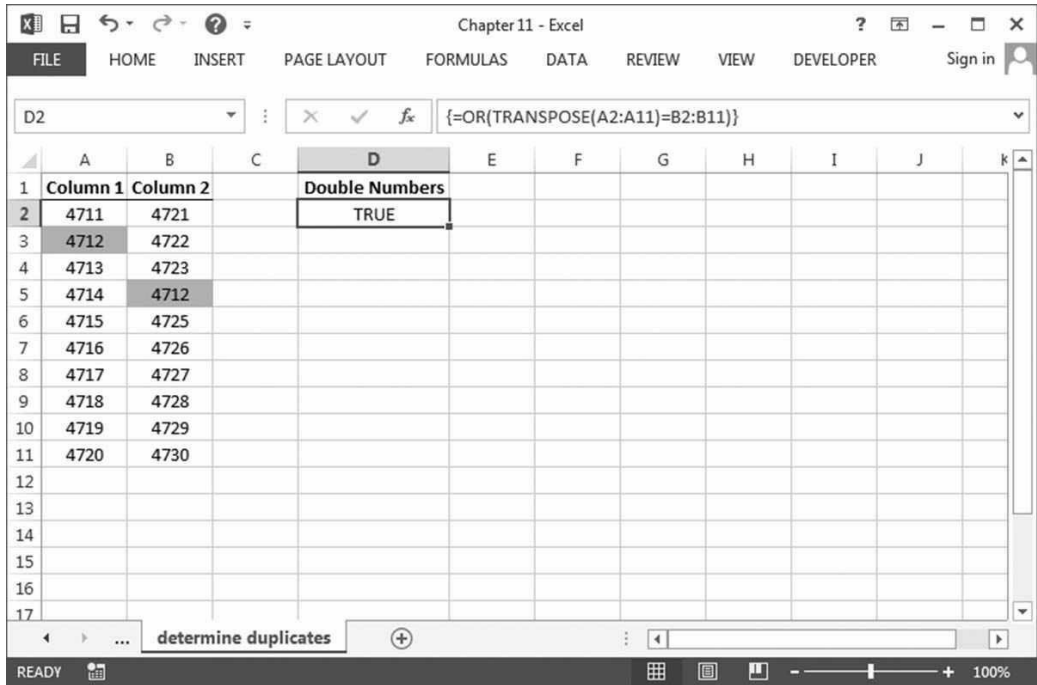 Chapter 11 - Excel
?
FILE HOME INSERT PAGE LAYOUT FORMULAS DATA REVIEW VIEW DEVELOPER Sign in
D2 fx {=OR(TRANSPOSE(A2:A11)=B2:B11)}
A B C D E F G H I J K
1 Column 1 Column 2 Double Numbers
2 4711 4721 TRUE
3 4712 4722
4 4713 4723
5 4714 4712
6 4715 4725
7 4716 4726
8 4717 4727
9 4718 4728
10 4719 4729
11 4720 4730
12
13
14
15
16
17
... determine duplicates
READY 100%